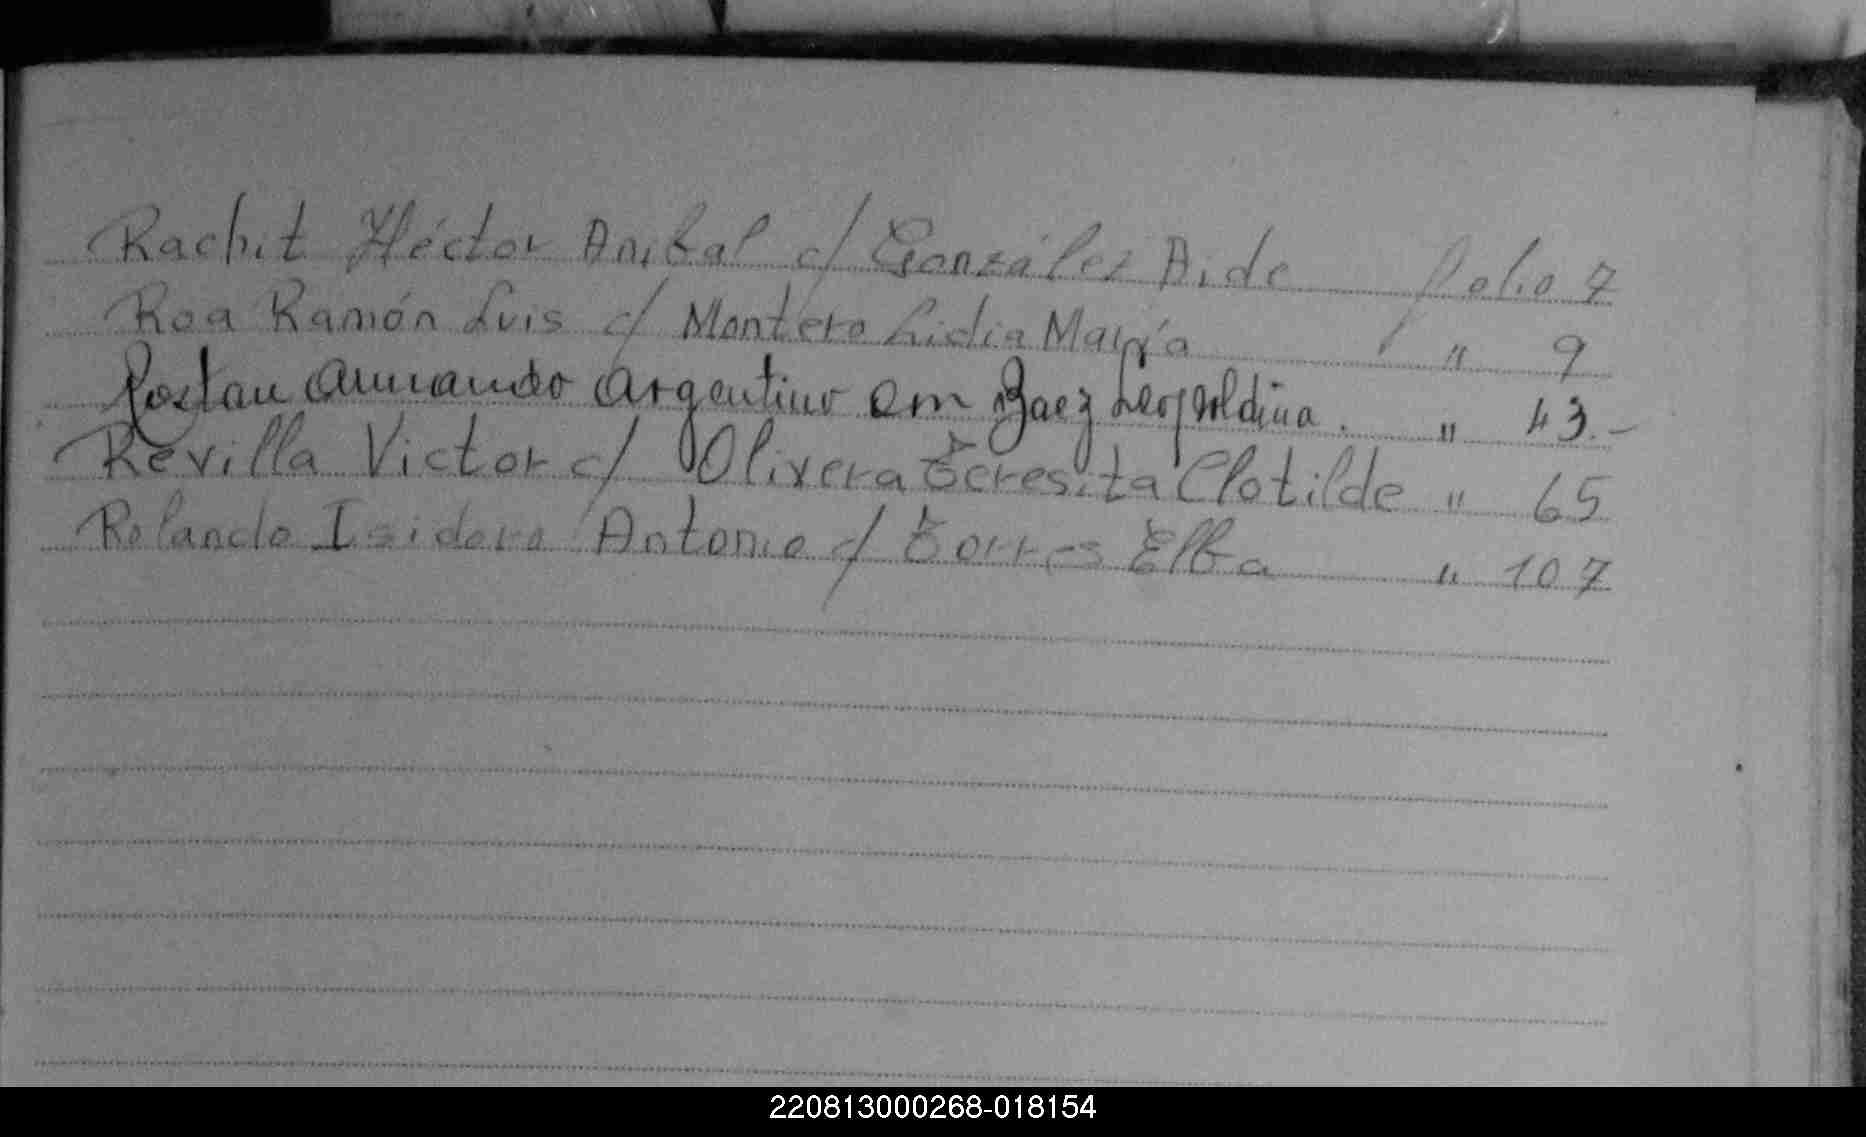 Rachit Héctor Anibal c/ González Aide folio 7
Roa Ramón Luis c/ Montero Lidia María " 9
Rostan Armando Argentino con Baez Leopoldina. " 43.-
Revilla Victor c/ Olivera Teresita Clotilde " 65
Rolando Isidoro Antonio c/ Torres Elba " 107
220813000268-018154